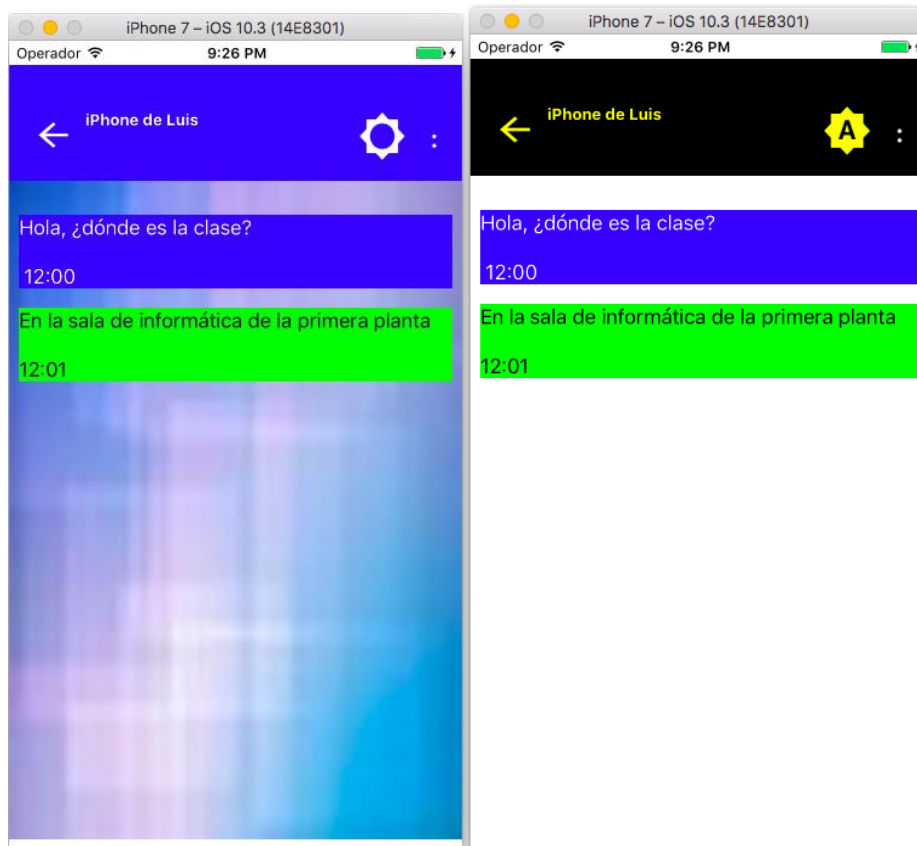 iPhone 7 – iOS 10.3 (14E8301)
Operador 9:26 PM
iPhone de Luis
Hola, ¿dónde es la clase?
12:00
En la sala de informática de la primera planta
12:01
iPhone 7 – iOS 10.3 (14E8301)
Operador 9:26 PM
iPhone de Luis
A
Hola, ¿dónde es la clase?
12:00
En la sala de informática de la primera planta
12:01